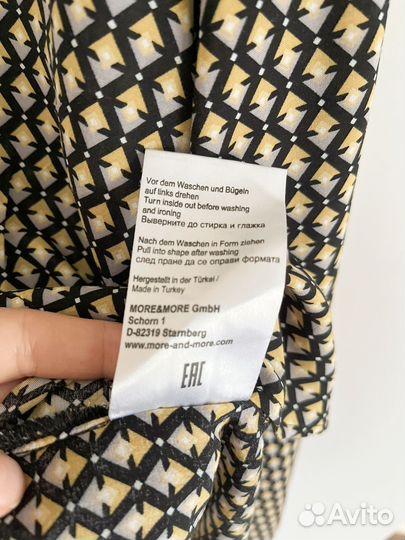 Vor dem Waschen und Bügeln
auf links drehen
Turn inside out before washing
and ironing
Выверните до стирка и глажка
Nach dem Waschen in Form ziehen
Pull into shape after washing
след пране да се оправи формата
Hergestellt in der Türkei /
Made in Turkey
MORE&MORE GmbH
Schorn 1
D-82319 Starnberg
www.more-and-more.com
EAC
Avito